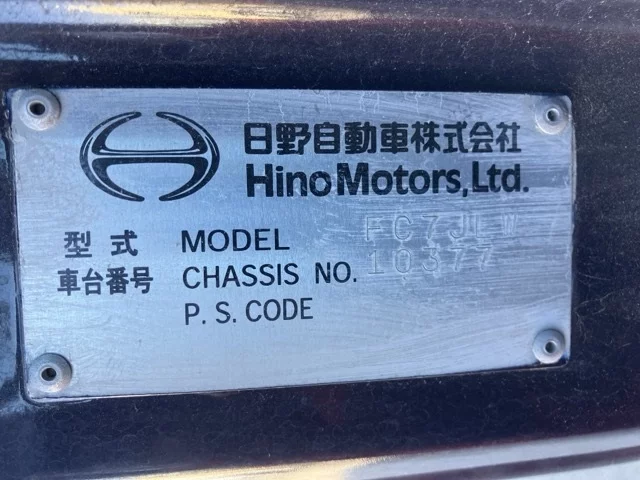 日野自動車株式会社
Hino Motors, Ltd.
型式 MODEL FC7JLW
車台番号 CHASSIS NO. 10377
P. S. CODE